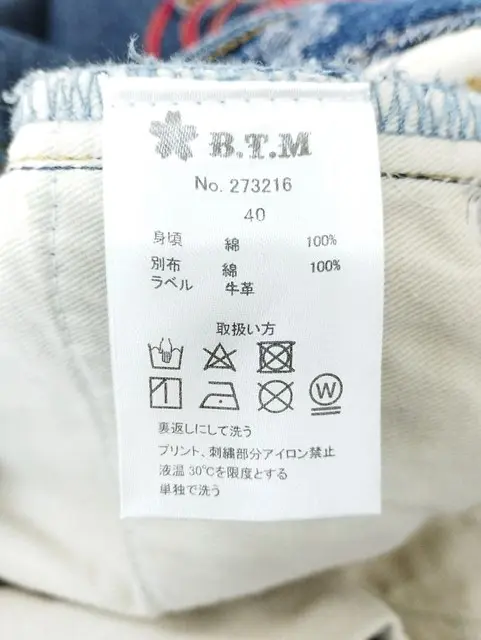 B.T.M
No. 273216
40
身頃 綿 100%
別布 綿 100%
ラベル 牛革
取扱い方
W
裏返しにして洗う
プリント、刺繍部分アイロン禁止
液温 30℃を限度とする
単独で洗う